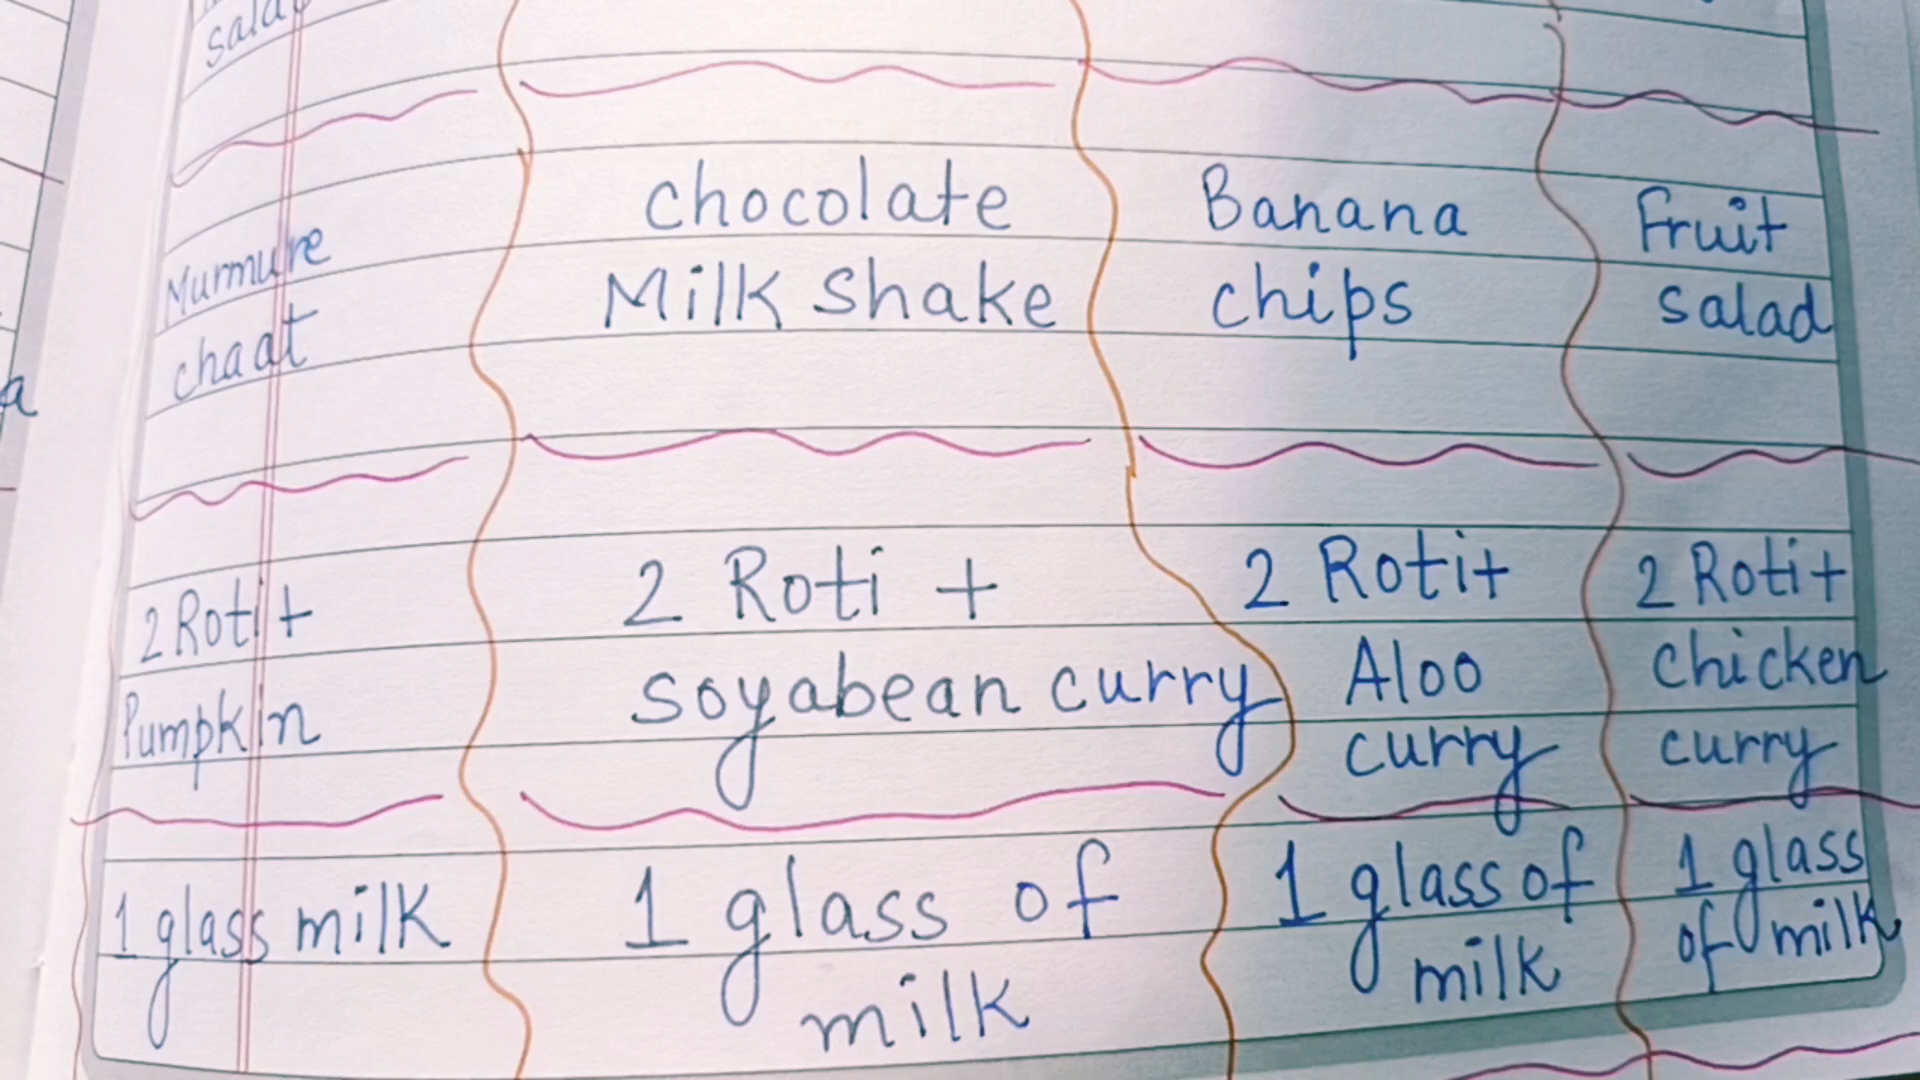 salad
Murmure
chaat
chocolate
Milk shake
Banana
chips
Fruit
salad
2 Roti +
Pumpkin
2 Roti +
soyabean curry
2 Roti+
Aloo
curry
2 Roti+
chicken
curry
1 glass milk
1 glass of
milk
1 glass of
milk
1 glass
of milk
a